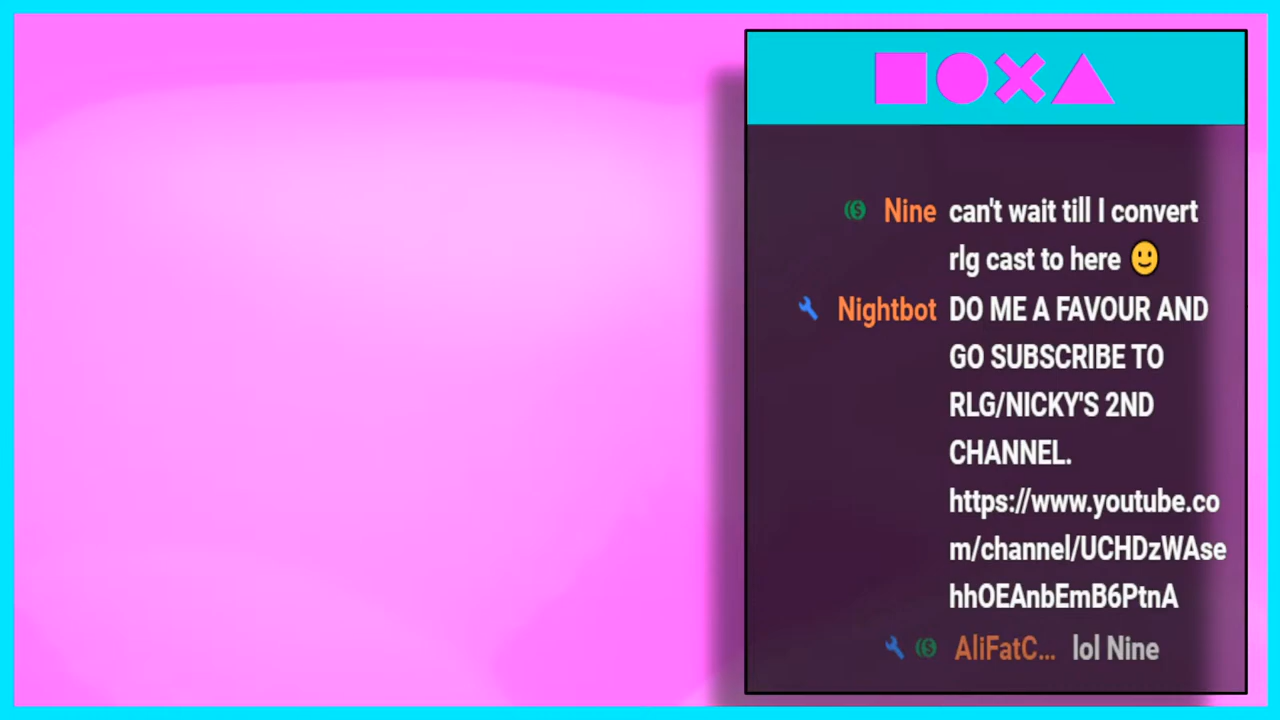 Nine can't wait till I convert
rlg cast to here
Nightbot DO ME A FAVOUR AND
GO SUBSCRIBE TO
RLG/NICKY'S 2ND
CHANNEL.
https://www.youtube.co
m/channel/UCHDzWAse
hhOEAnbEmB6PtnA
AliFatC... lol Nine